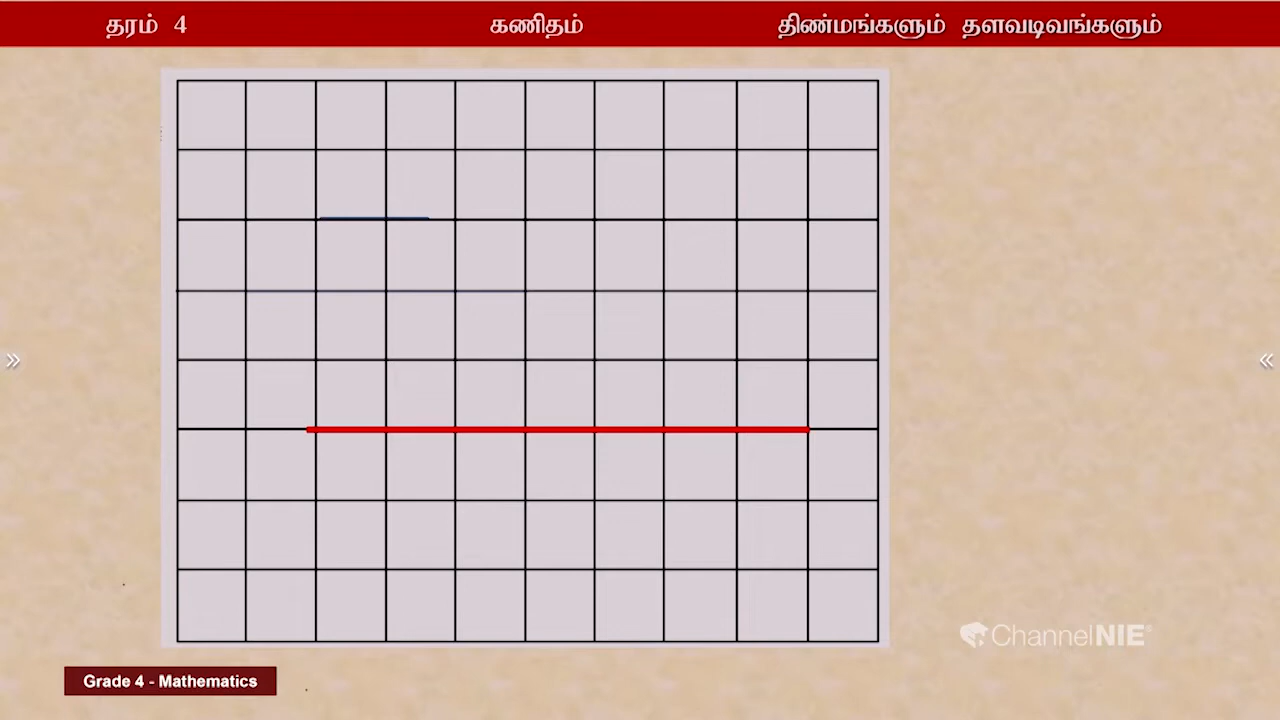 தரம் 4
கணிதம்
திண்மங்களும் தளவடிவங்களும்
ChannelNIE
Grade 4 - Mathematics